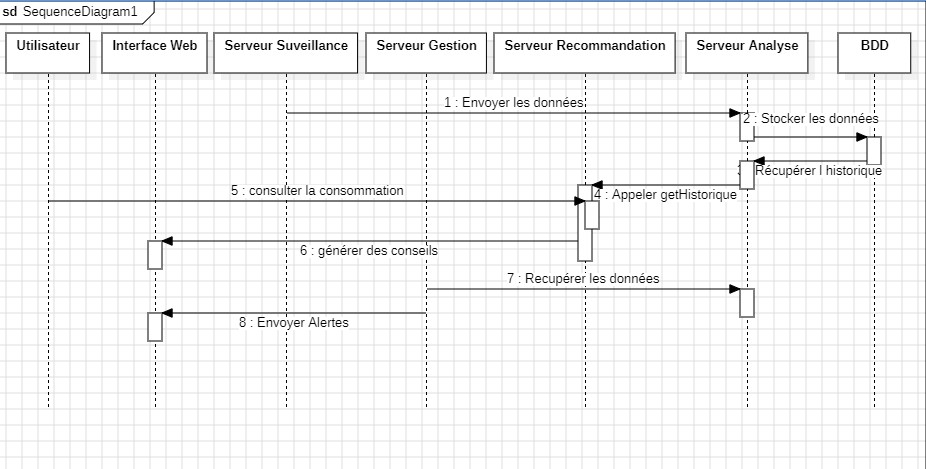 sd SequenceDiagram1
Utilisateur
Interface Web
Serveur Suveillance
Serveur Gestion
Serveur Recommandation
Serveur Analyse
BDD
1 : Envoyer les données
2 : Stocker les données
Récupérer l historique
4 : Appeler getHistorique
5 : consulter la consommation
6 : générer des conseils
7 : Recupérer les données
8 : Envoyer Alertes